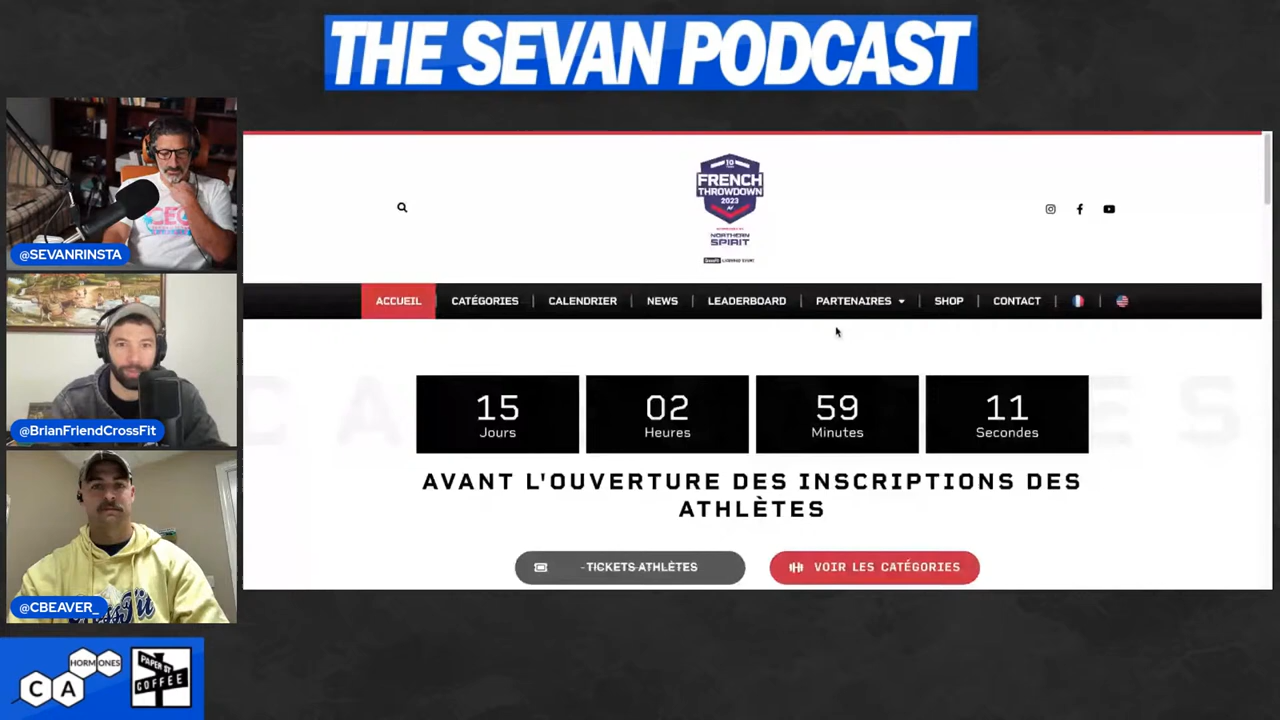 THE SEVAN PODCAST
@SEVANRINSTA
@BrianFriendCrossFit
@CBEAVER_
HORMONES
CA
PAPER ST
COFFEE
10
FRENCH
THROWDOWN
2023
NORTHERN
SPIRIT
ACCUEIL
CATÉGORIES
CALENDRIER
NEWS
LEADERBOARD
PARTENAIRES
SHOP
CONTACT
15
Jours
02
Heures
59
Minutes
11
Secondes
AVANT L'OUVERTURE DES INSCRIPTIONS DES
ATHLÈTES
-TICKETS ATHLÈTES
VOIR LES CATÉGORIES